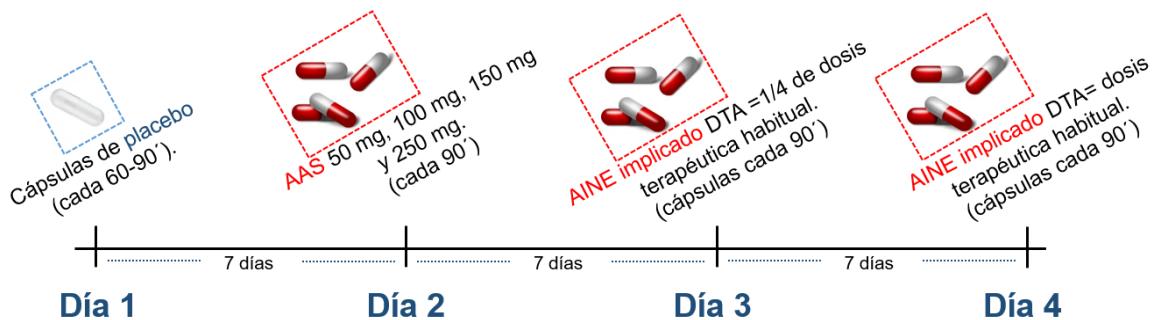 Cápsulas de placebo
(cada 60-90´).
AAS 50 mg, 100 mg, 150 mg
y 250 mg.
(cada 90´)
AINE implicado DTA =1/4 de dosis
terapéutica habitual.
(cápsulas cada 90´)
AINE implicado DTA= dosis
terapéutica habitual.
(cápsulas cada 90´)
7 días
7 días
7 días
Día 1
Día 2
Día 3
Día 4